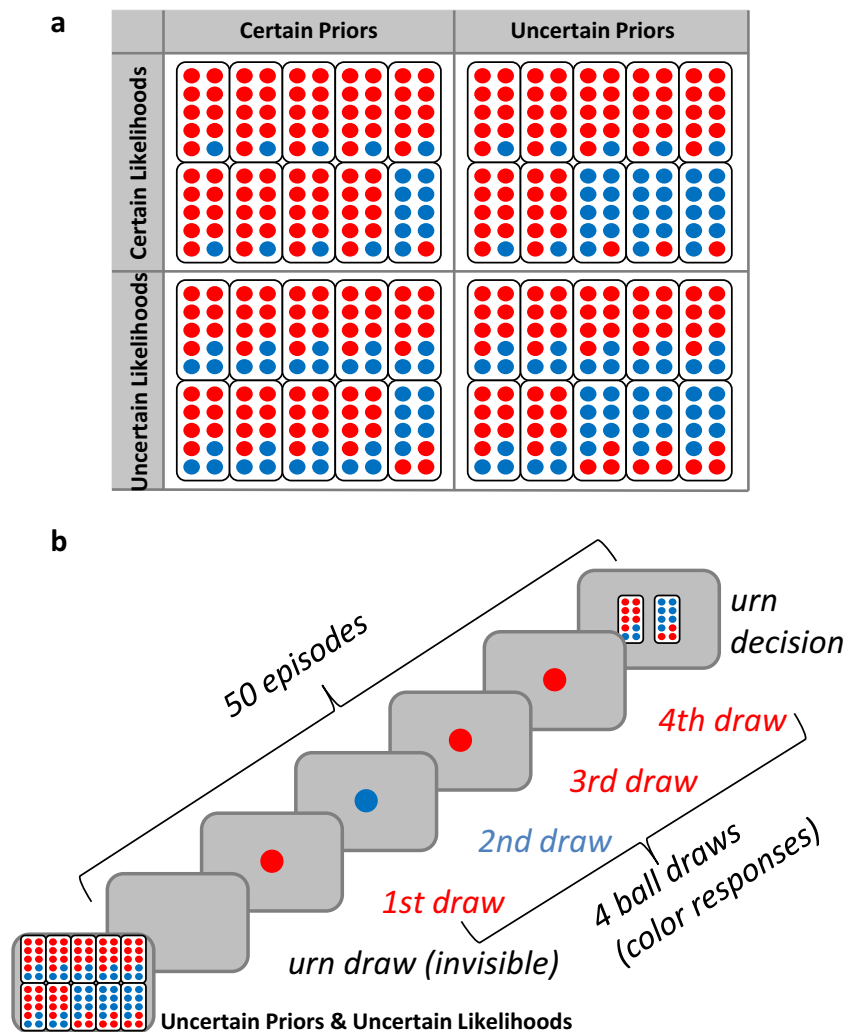 a
Certain Priors
Uncertain Priors
Certain Likelihoods
Uncertain Likelihoods
b
50 episodes
urn
decision
4th draw
3rd draw
2nd draw
1st draw
4 ball draws
(color responses)
urn draw (invisible)
Uncertain Priors & Uncertain Likelihoods